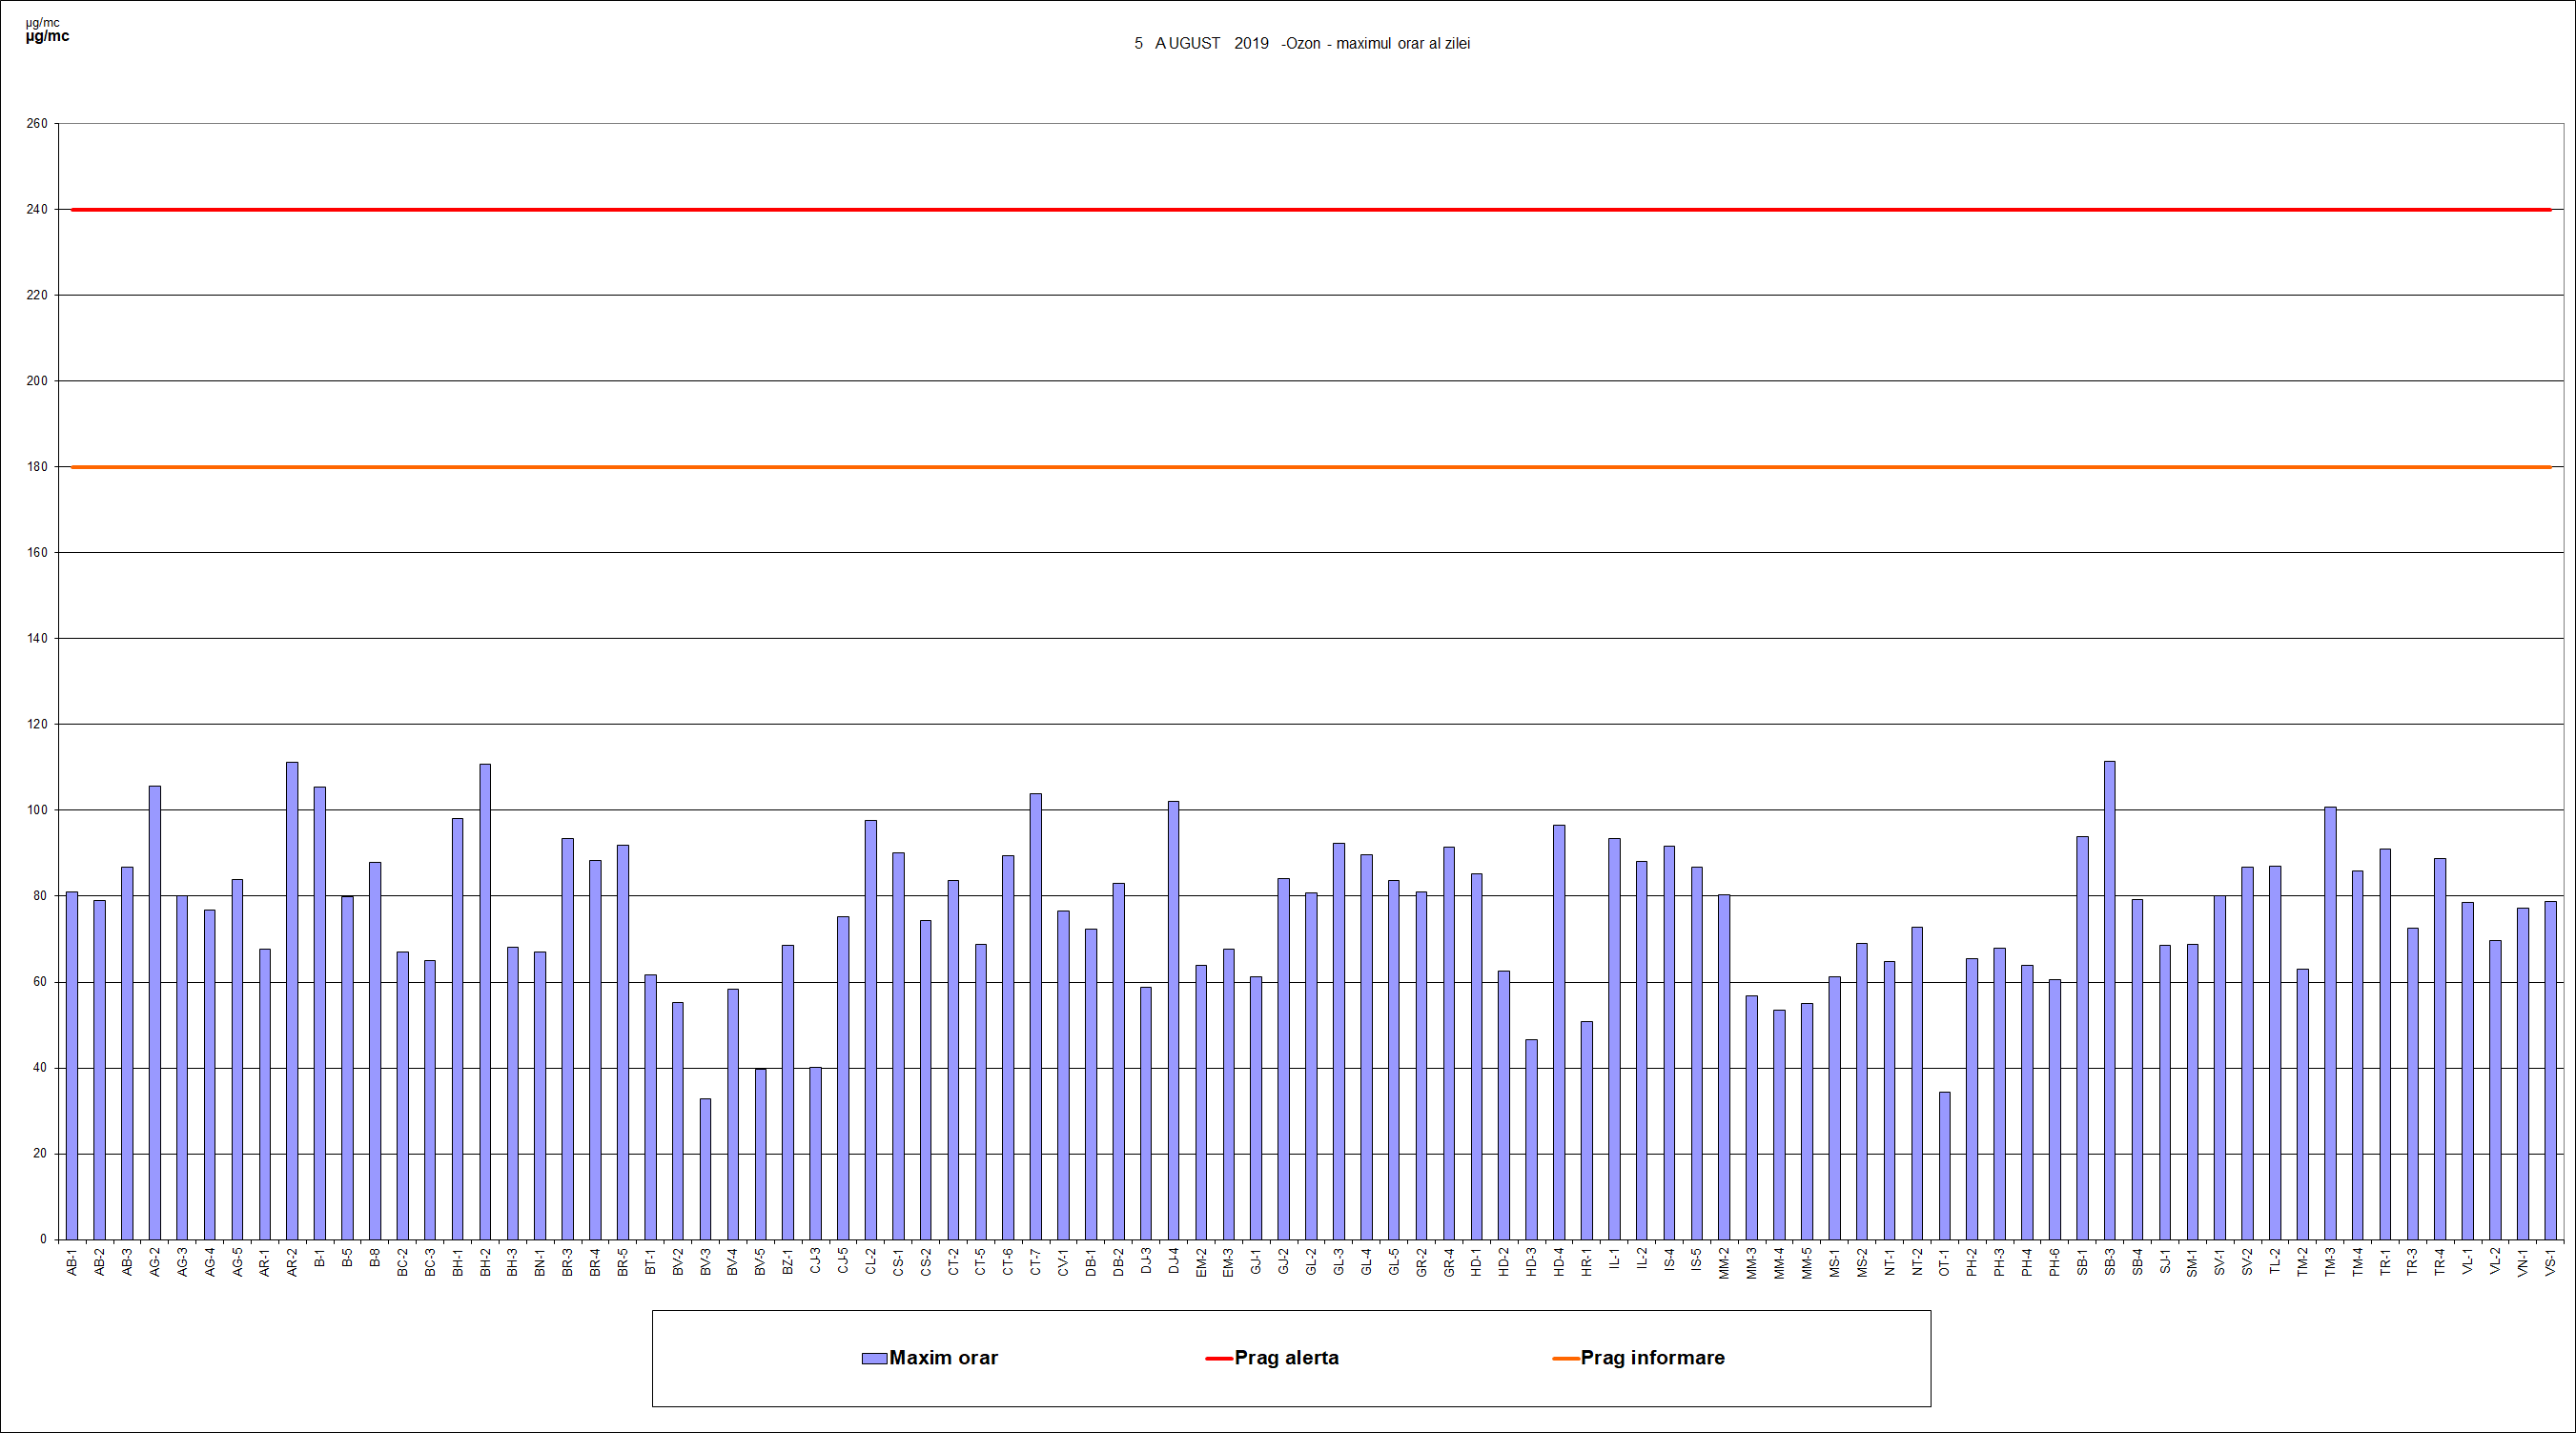 µg/mc
µg/mc
5 AUGUST 2019 -Ozon - maximul orar al zilei
260
240
220
200
180
160
140
120
100
80
60
40
20
0
AB-1 AB-2 AB-3 AG-2 AG-3 AG-4 AG-5 AR-1 AR-2 B-1 B-5 B-8 BC-2 BC-3 BH-1 BH-2 BH-3 BN-1 BR-3 BR-4 BR-5 BT-1 BV-2 BV-3 BV-4 BV-5 BZ-1 CJ-3 CJ-5 CL-2 CS-1 CS-2 CT-2 CT-5 CT-6 CT-7 CV-1 DB-1 DB-2 DJ-3 DJ-4 EM-2 EM-3 GJ-1 GJ-2 GL-2 GL-3 GL-4 GL-5 GR-2 GR-4 HD-1 HD-2 HD-3 HD-4 HR-1 IL-1 IL-2 IS-4 IS-5 MM-2 MM-3 MM-4 MM-5 MS-1 MS-2 NT-1 NT-2 OT-1 PH-2 PH-3 PH-4 PH-6 SB-1 SB-3 SB-4 SJ-1 SM-1 SV-1 SV-2 TL-2 TM-2 TM-3 TM-4 TR-1 TR-3 TR-4 VL-1 VL-2 VN-1 VS-1
Maxim orar Prag alerta Prag informare